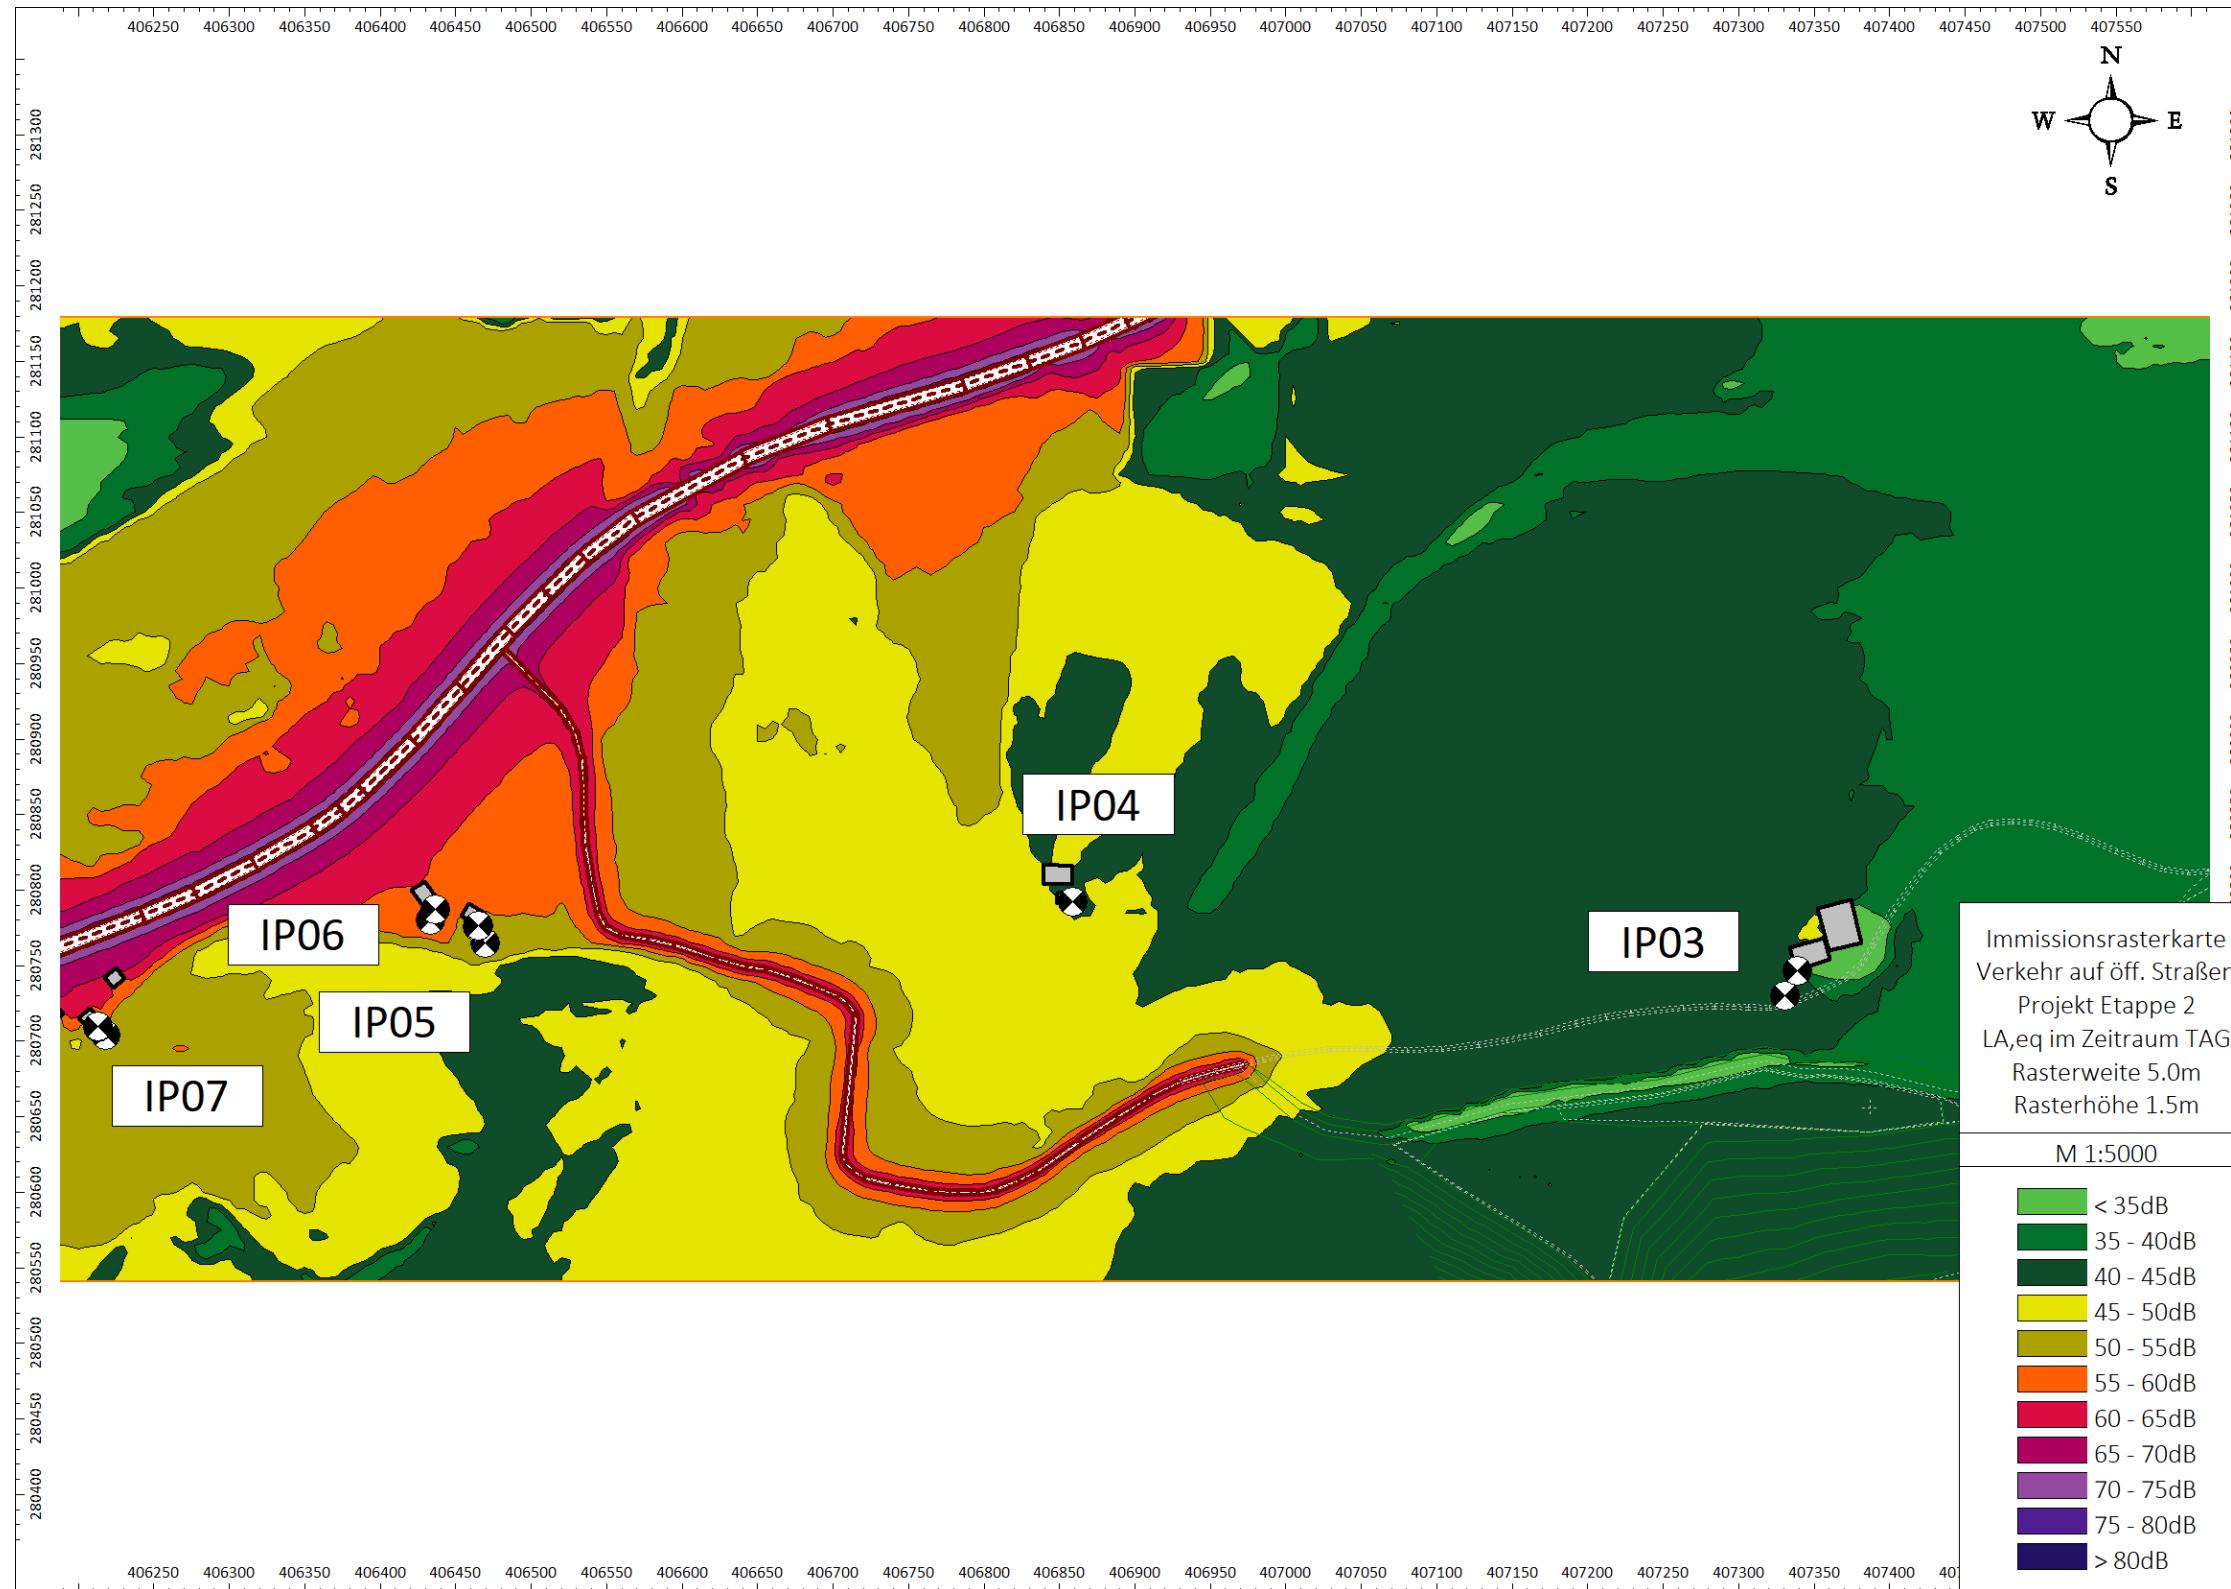 406250 406300 406350 406400 406450 406500 406550 406600 406650 406700 406750 406800 406850 406900 406950 407000 407050 407100 407150 407200 407250 407300 407350 407400 407450 407500 407550
N
W E
S
281300
281250
281200
281150
281100
281050
281000
280950
280900
280850
280800
280750
280700
280650
280600
280550
280500
280450
280400
IP04
IP06
IP03
IP05
IP07
Immissionsrasterkarte
Verkehr auf öff. Straßen
Projekt Etappe 2
LA,eq im Zeitraum TAG
Rasterweite 5.0m
Rasterhöhe 1.5m
M 1:5000
< 35dB
35 - 40dB
40 - 45dB
45 - 50dB
50 - 55dB
55 - 60dB
60 - 65dB
65 - 70dB
70 - 75dB
75 - 80dB
> 80dB
406250 406300 406350 406400 406450 406500 406550 406600 406650 406700 406750 406800 406850 406900 406950 407000 407050 407100 407150 407200 407250 407300 407350 407400